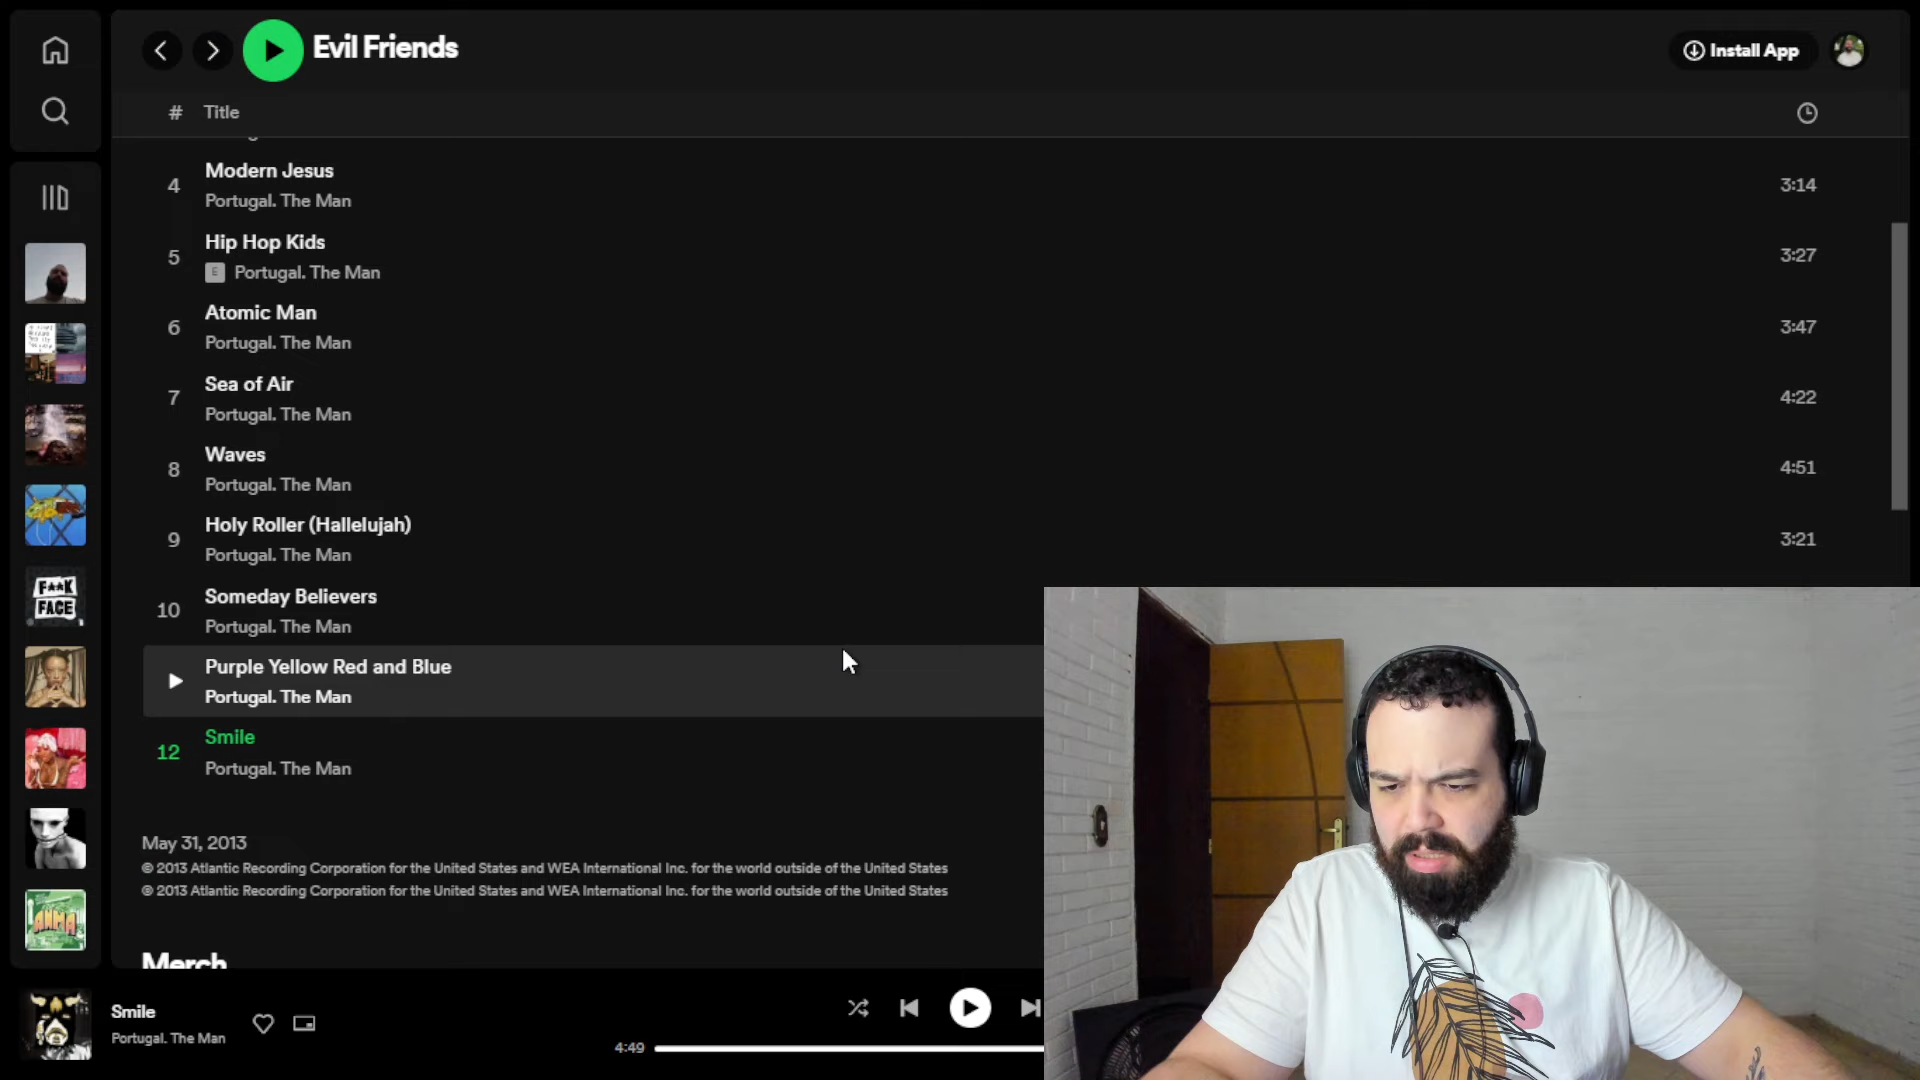 Evil Friends
Install App
# Title
4 Modern Jesus 3:14
Portugal. The Man
5 Hip Hop Kids 3:27
E Portugal. The Man
6 Atomic Man 3:47
Portugal. The Man
7 Sea of Air 4:22
Portugal. The Man
8 Waves 4:51
Portugal. The Man
9 Holy Roller (Hallelujah) 3:21
Portugal. The Man
10 Someday Believers
Portugal. The Man
Purple Yellow Red and Blue
Portugal. The Man
12 Smile
Portugal. The Man
May 31, 2013
© 2013 Atlantic Recording Corporation for the United States and WEA International Inc. for the world outside of the United States
℗ 2013 Atlantic Recording Corporation for the United States and WEA International Inc. for the world outside of the United States
Merch
Smile
Portugal. The Man
4:49
F**K
FACE
ANMA